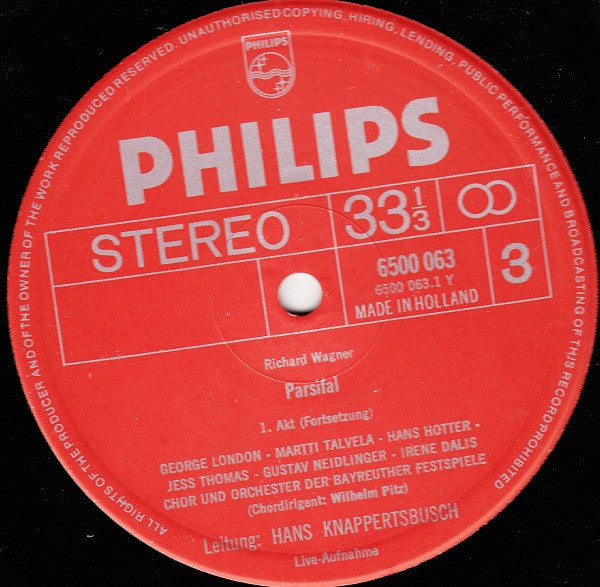 ALL RIGHTS OF THE PRODUCER AND OF THE OWNER OF THE WORK REPRODUCED RESERVED. UNAUTHORISED COPYING, HIRING, LENDING, PUBLIC PERFORMANCE AND BROADCASTING OF THIS RECORD PROHIBITED
PHILIPS
PHILIPS
STEREO 33 1/3
6500 063
6500 063.1 Y
MADE IN HOLLAND
3
Richard Wagner
Parsifal
1. Akt (Fortsetzung)
GEORGE LONDON - MARTTI TALVELA - HANS HOTTER -
JESS THOMAS - GUSTAV NEIDLINGER - IRENE DALIS
CHOR UND ORCHESTER DER BAYREUTHER FESTSPIELE
(Chordirigent: Wilhelm Pitz)
Leitung: HANS KNAPPERTSBUSCH
Live-Aufnahme